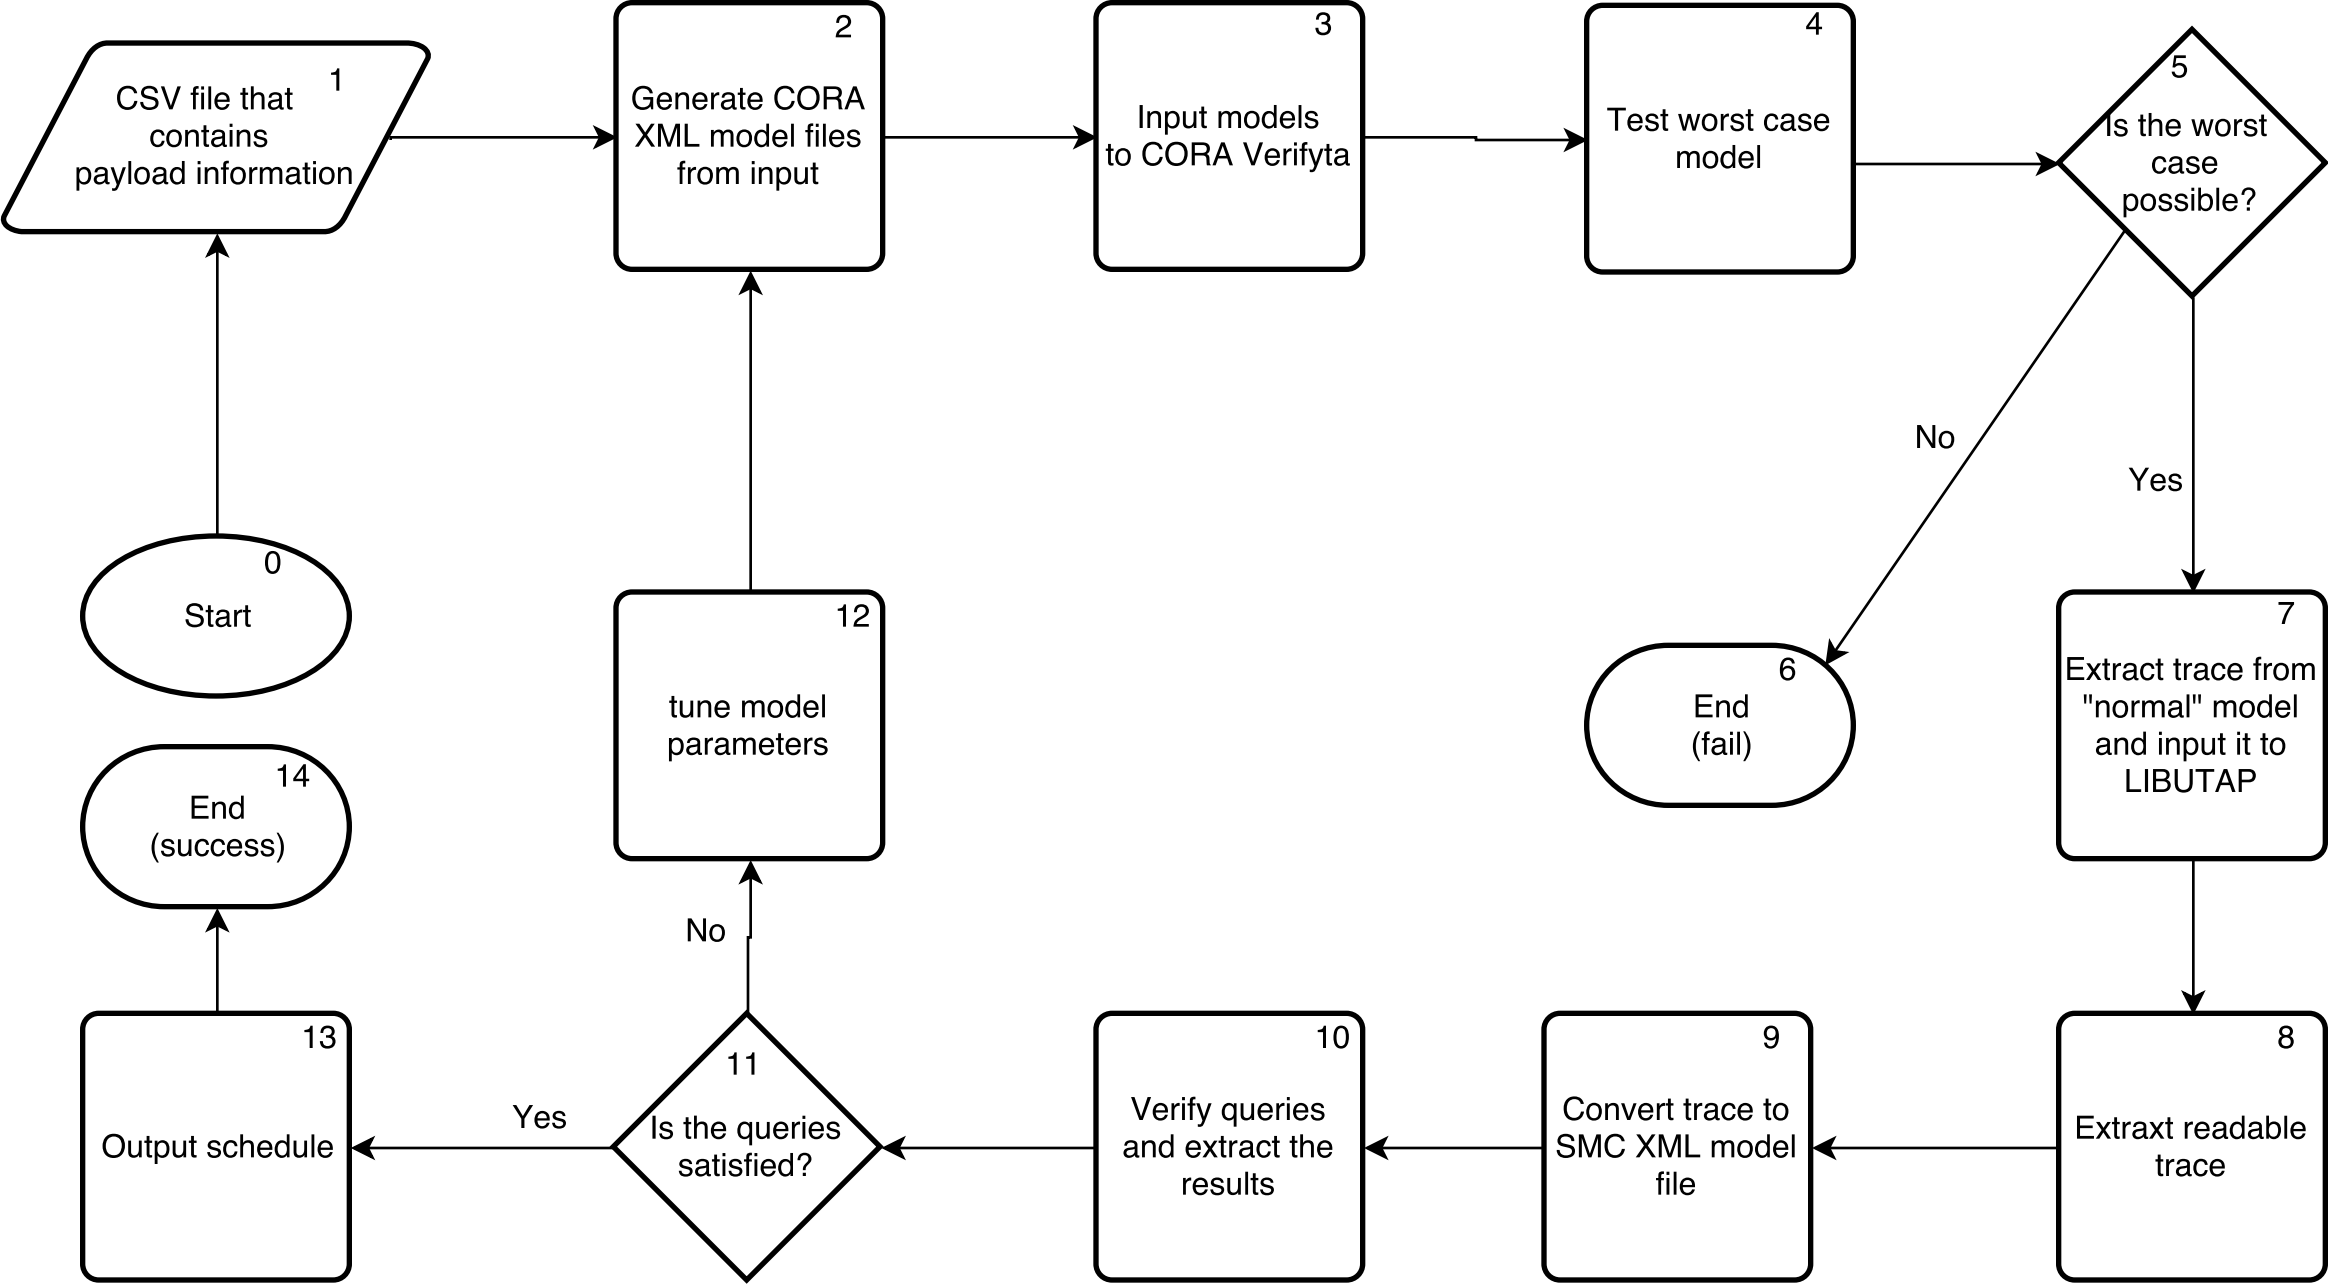 1
CSV file that
contains
payload information
2
Generate CORA
XML model files
from input
3
Input models
to CORA Verifyta
4
Test worst case
model
5
Is the worst
case
possible?
No
Yes
0
Start
12
tune model
parameters
6
End
(fail)
7
Extract trace from
"normal" model
and input it to
LIBUTAP
14
End
(success)
No
13
Output schedule
Yes
11
Is the queries
satisfied?
10
Verify queries
and extract the
results
9
Convert trace to
SMC XML model
file
8
Extraxt readable
trace